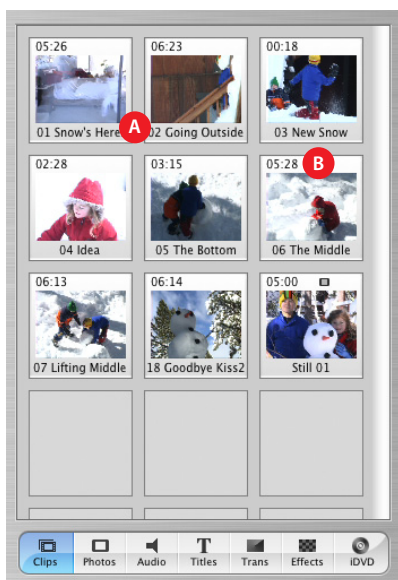 05:26 06:23 00:18
01 Snow's Here A 02 Going Outside 03 New Snow
02:28 03:15 05:28 B
04 Idea 05 The Bottom 06 The Middle
06:13 06:14 05:00
07 Lifting Middle 18 Goodbye Kiss2 Still 01
T
Clips Photos Audio Titles Trans Effects iDVD